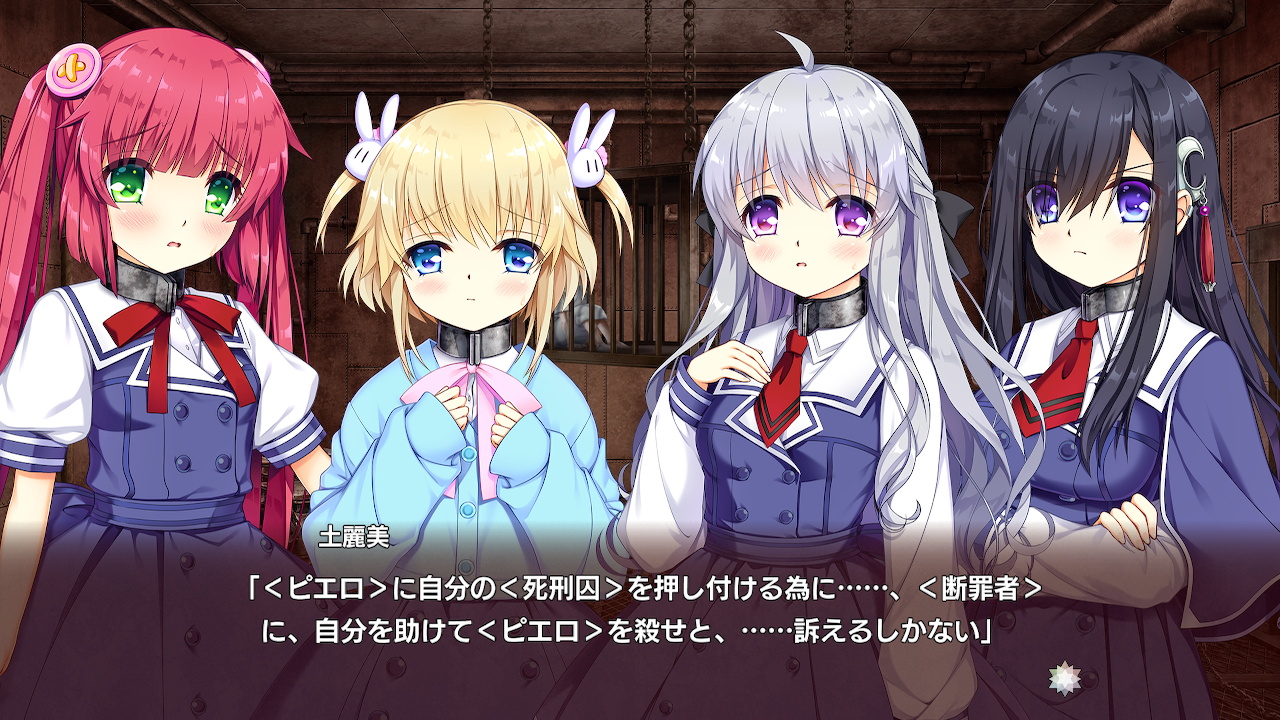 土麗美
「＜ピエロ＞に自分の＜死刑囚＞を押し付ける為に……、＜断罪者＞
に、自分を助けて＜ピエロ＞を殺せと、……訴えるしかない」